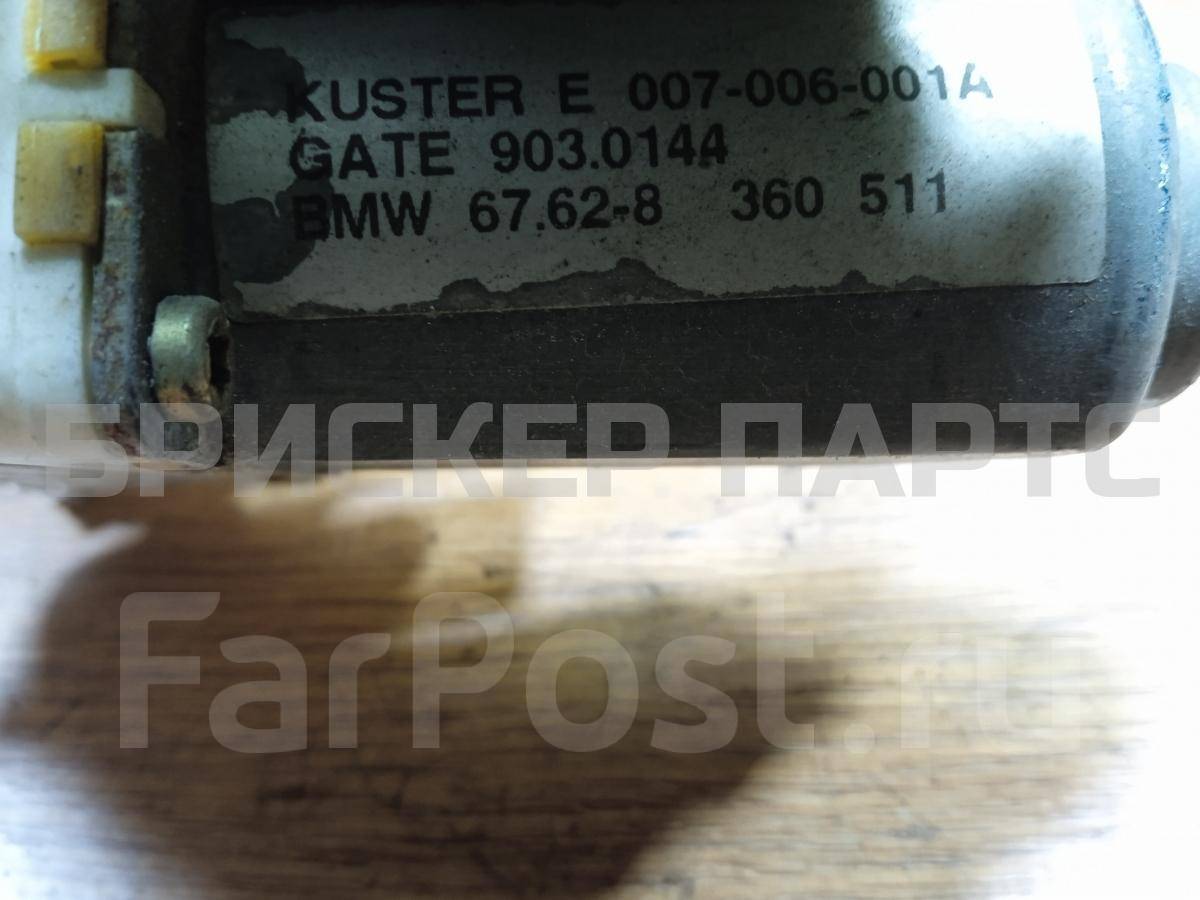 KUSTER E 007-006-001A
GATE 903.0144
BMW 67.62-8 360 511
БРИСКЕР ПАРТС
FarPost.ru